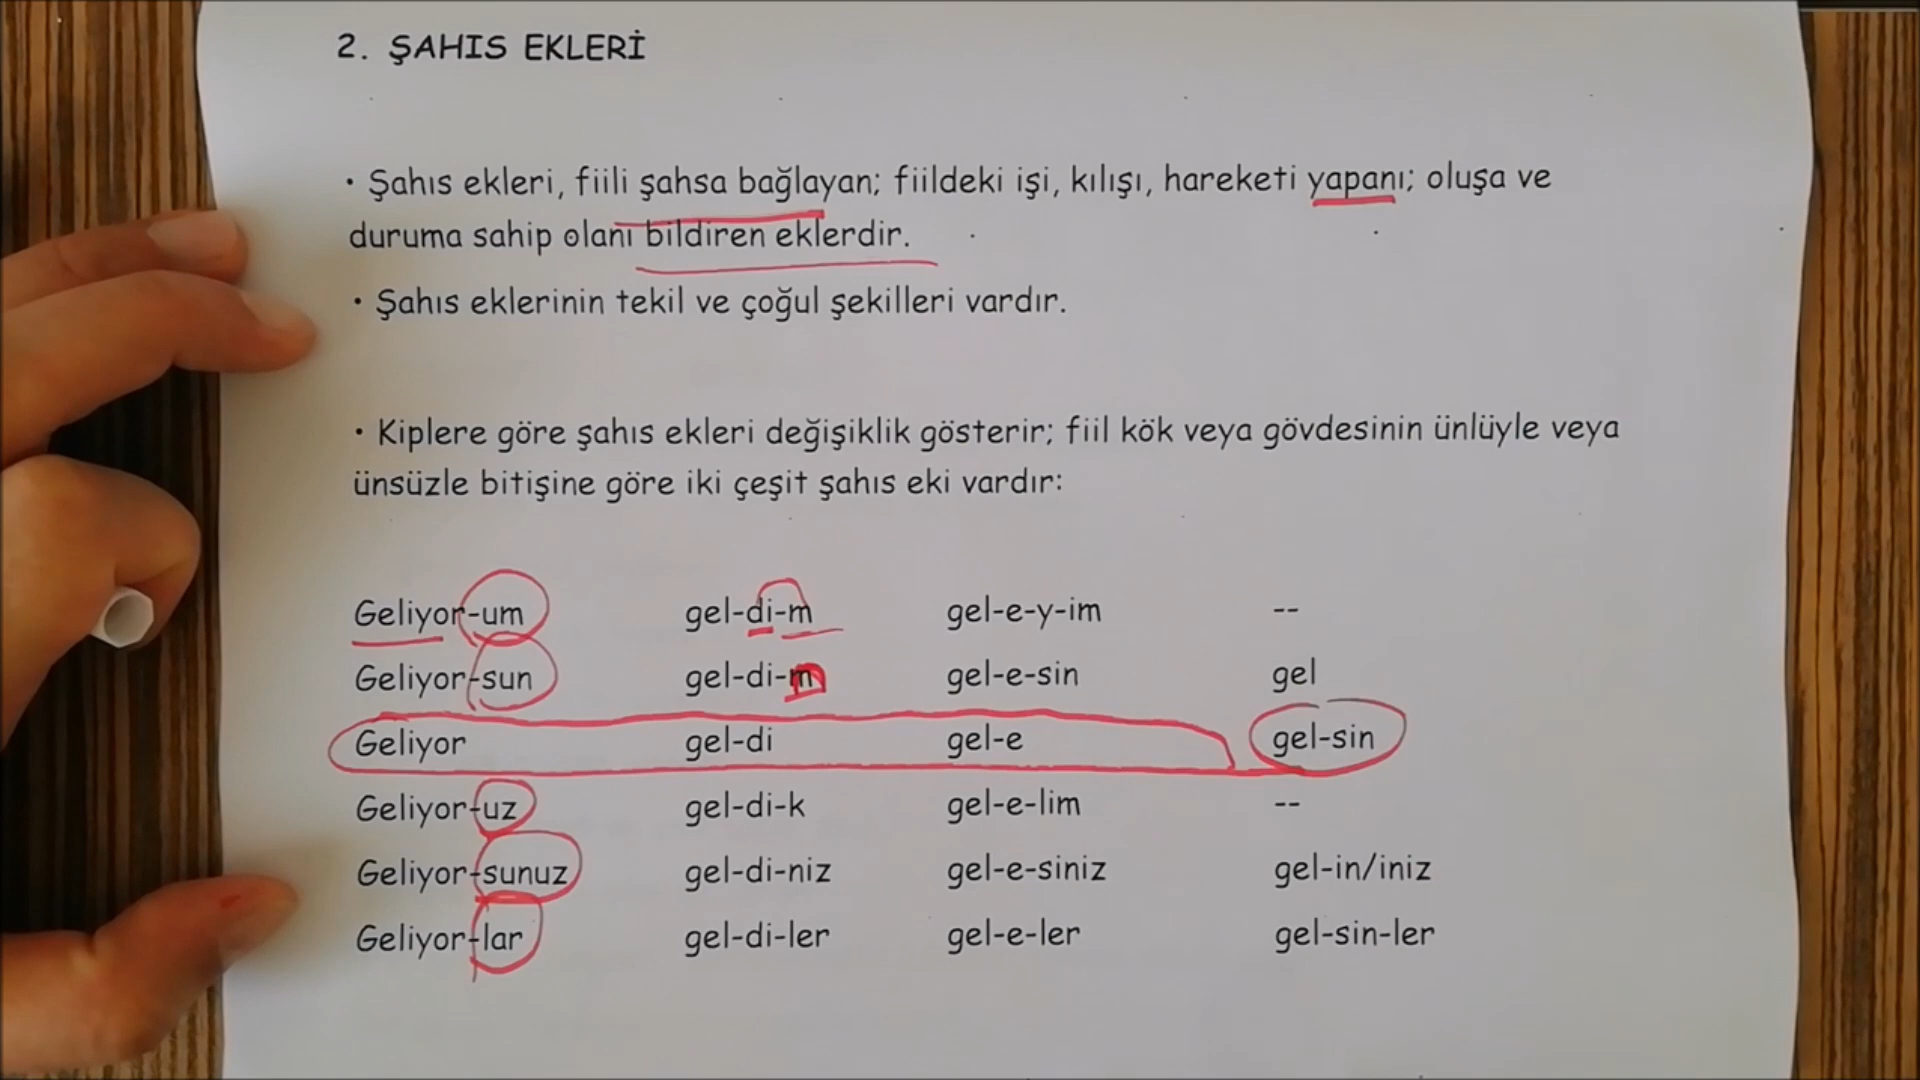 2. ŞAHIS EKLERİ
• Şahıs ekleri, fiili şahsa bağlayan; fiildeki işi, kılışı, hareketi yapanı; oluşa ve
duruma sahip olanı bildiren eklerdir.
• Şahıs eklerinin tekil ve çoğul şekilleri vardır.
• Kiplere göre şahıs ekleri değişiklik gösterir; fiil kök veya gövdesinin ünlüyle veya
ünsüzle bitişine göre iki çeşit şahıs eki vardır:
Geliyor-um gel-di-m gel-e-y-im --
Geliyor-sun gel-di-m gel-e-sin gel
Geliyor gel-di gel-e gel-sin
Geliyor-uz gel-di-k gel-e-lim --
Geliyor-sunuz gel-di-niz gel-e-siniz gel-in/iniz
Geliyor-lar gel-di-ler gel-e-ler gel-sin-ler